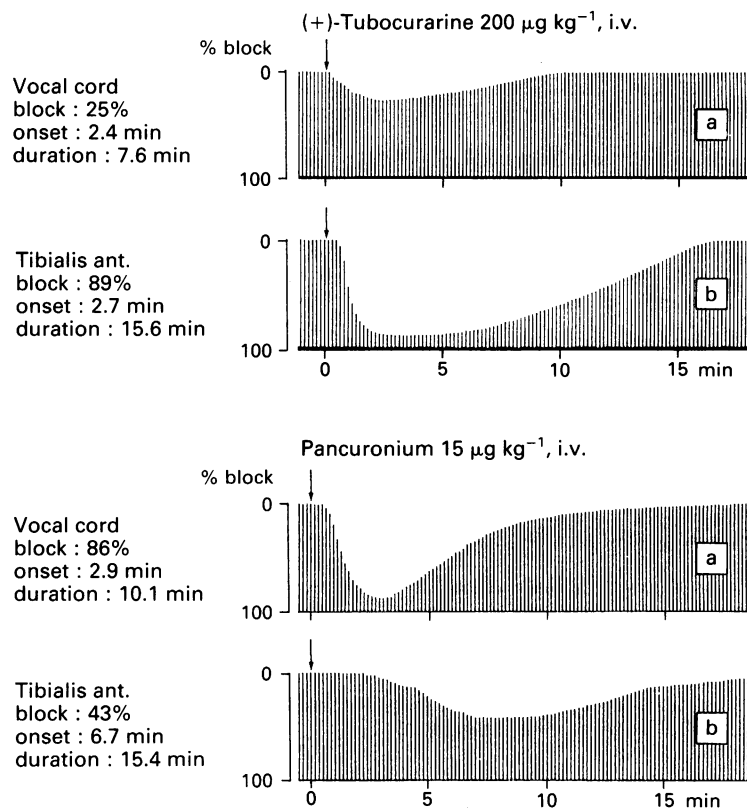 (+)-Tubocurarine 200 µg kg⁻¹, i.v.
% block
Vocal cord
block : 25%
onset : 2.4 min
duration : 7.6 min
0
100
a
Tibialis ant.
block : 89%
onset : 2.7 min
duration : 15.6 min
0
100
b
0 5 10 15 min
Pancuronium 15 µg kg⁻¹, i.v.
% block
Vocal cord
block : 86%
onset : 2.9 min
duration : 10.1 min
0
100
a
Tibialis ant.
block : 43%
onset : 6.7 min
duration : 15.4 min
0
100
b
0 5 10 15 min